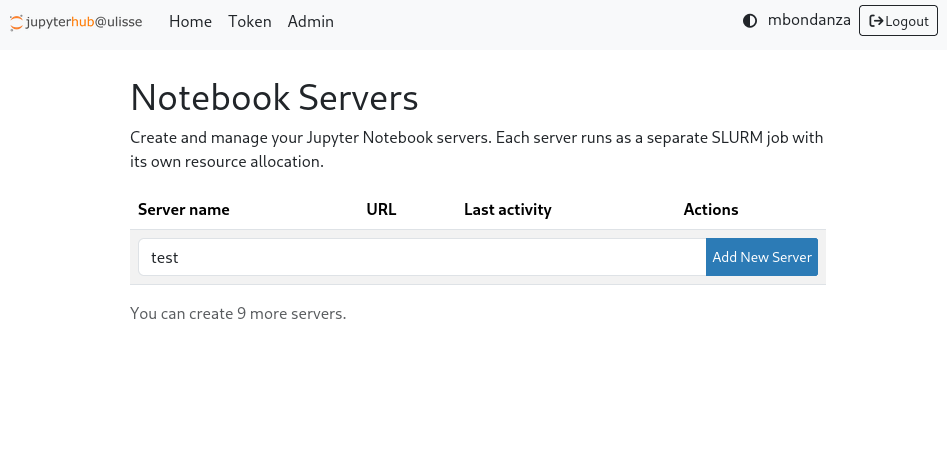 jupyterhub@ulisse Home Token Admin mbondanza Logout
Notebook Servers
Create and manage your Jupyter Notebook servers. Each server runs as a separate SLURM job with
its own resource allocation.
Server name URL Last activity Actions
test Add New Server
You can create 9 more servers.